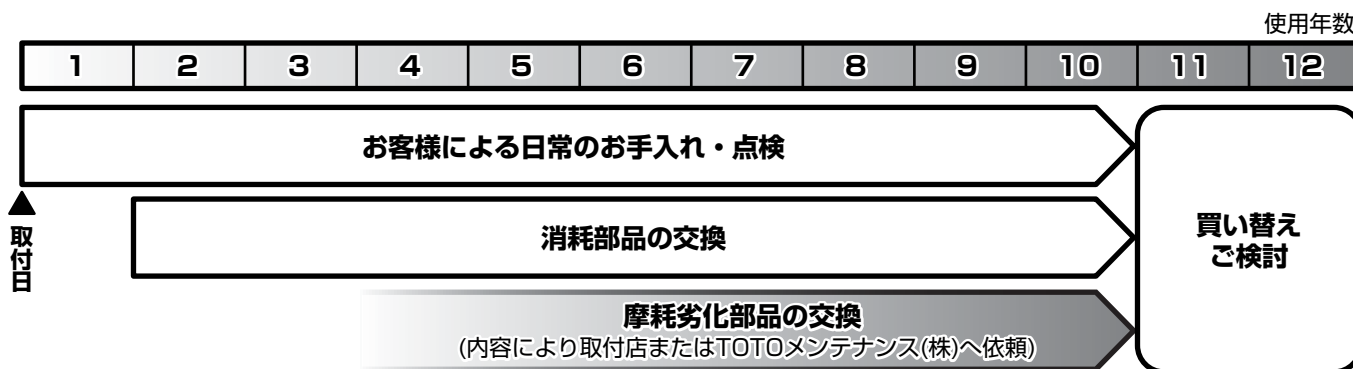 使用年数
1 2 3 4 5 6 7 8 9 10 11 12
お客様による日常のお手入れ・点検
取付日
消耗部品の交換
買い替え
ご検討
摩耗劣化部品の交換
(内容により取付店またはTOTOメンテナンス(株)へ依頼)